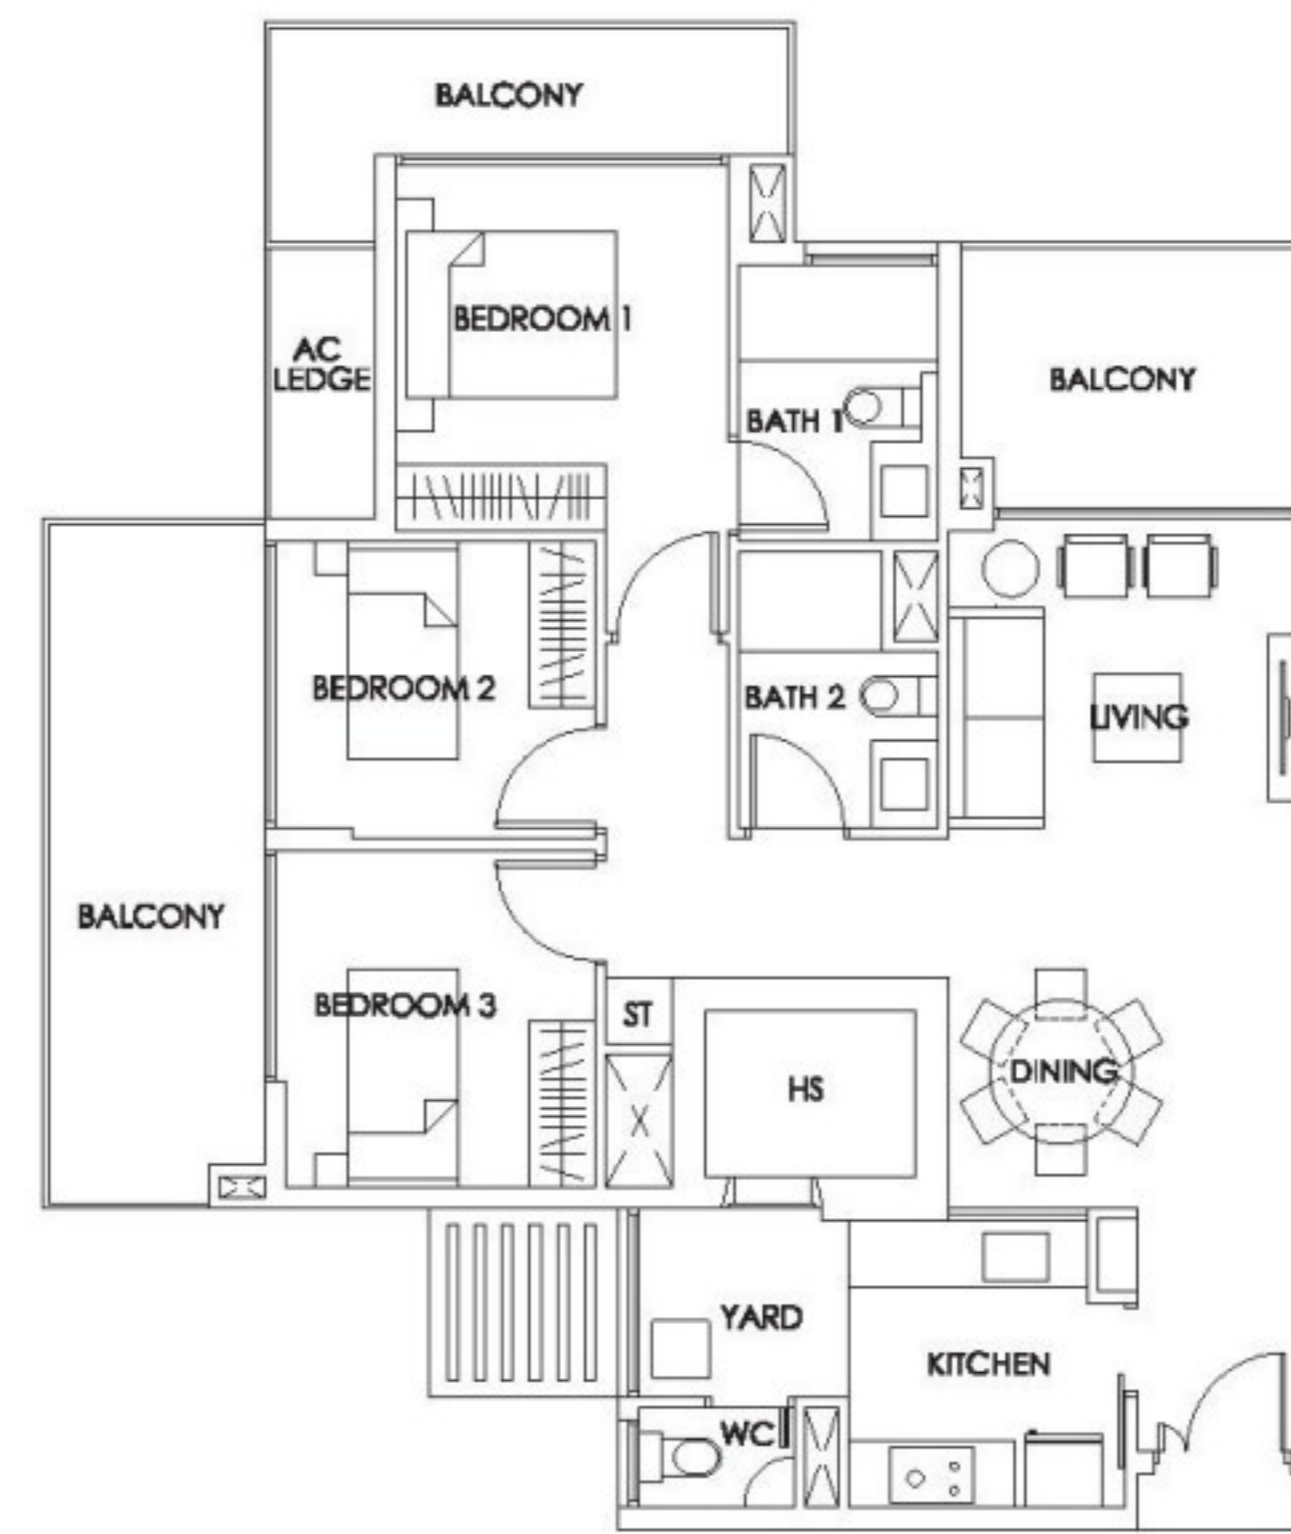 BALCONY
BEDROOM 1
AC
LEDGE
BALCONY
BATH 1
BEDROOM 2
BATH 2
LIVING
BALCONY
BEDROOM 3
ST
HS
DINING
YARD
KITCHEN
WC